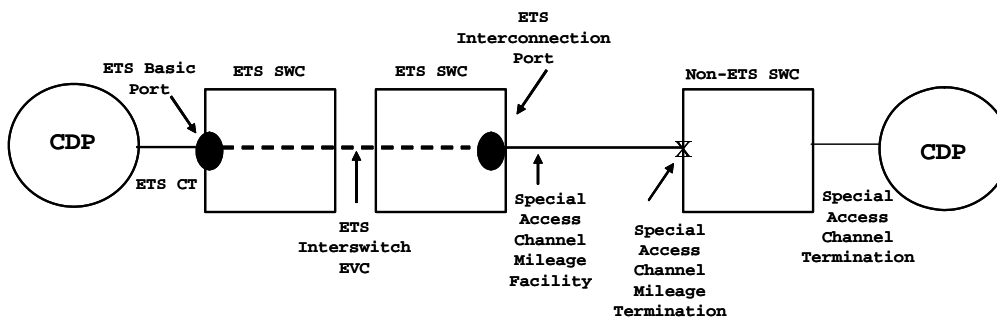 ETS
Interconnection
Port
ETS Basic
Port
ETS SWC
ETS SWC
Non-ETS SWC
CDP
CDP
ETS CT
ETS
Interswitch
EVC
Special
Access
Channel
Mileage
Facility
Special
Access
Channel
Mileage
Termination
Special
Access
Channel
Termination